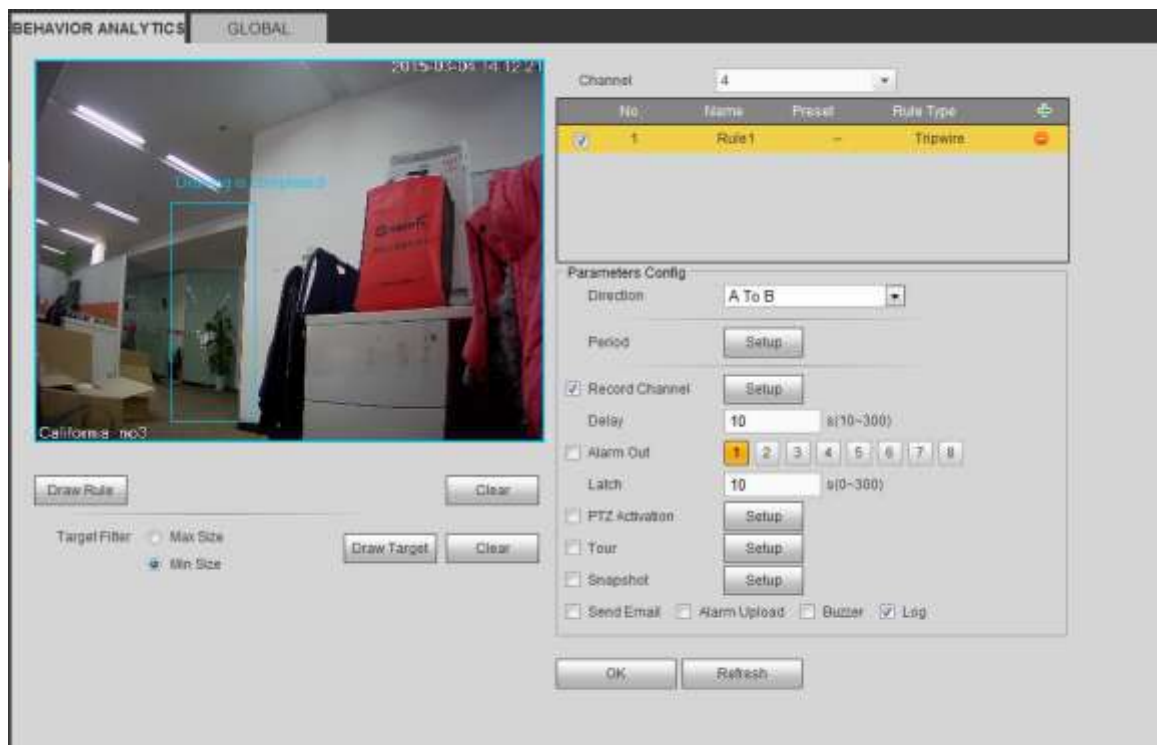 BEHAVIOR ANALYTICS GLOBAL
2015-03-04 14:12:21
California no3
Draw Rule Clear
Target Filter Max Size
Min Size
Draw Target Clear
Channel 4
No. Name Preset Rule Type
1 Rule1 -- Tripwire
Parameters Config
Direction A To B
Period Setup
Record Channel Setup
Delay 10 s(10~300)
Alarm Out 1 2 3 4 5 6 7 8
Latch 10 s(0~300)
PTZ Activation Setup
Tour Setup
Snapshot Setup
Send Email Alarm Upload Buzzer Log
OK Refresh